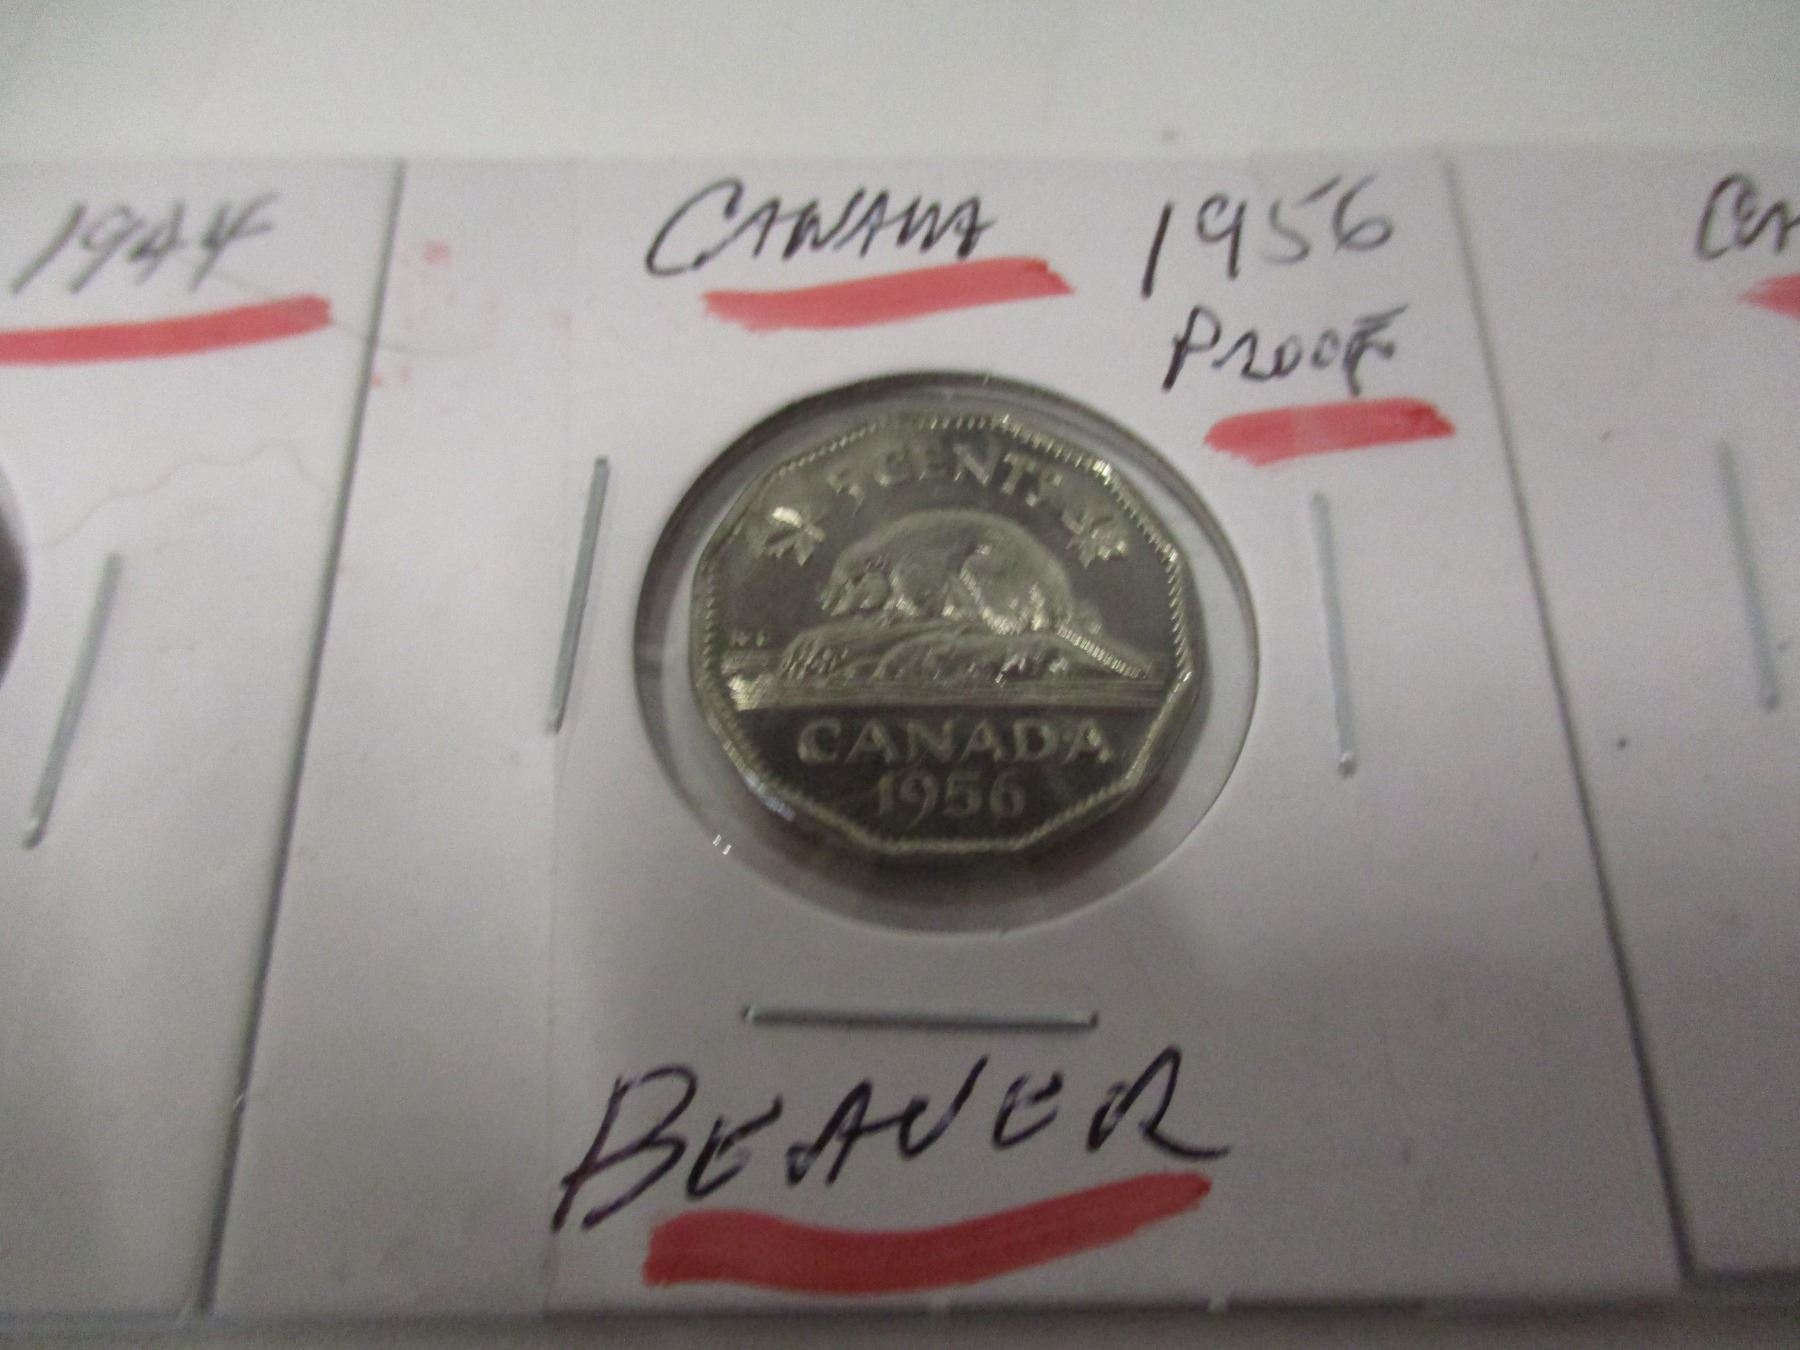 1944
CANADA 1956
PROOF
5 CENTS
K G
CANADA
1956
BEAVER